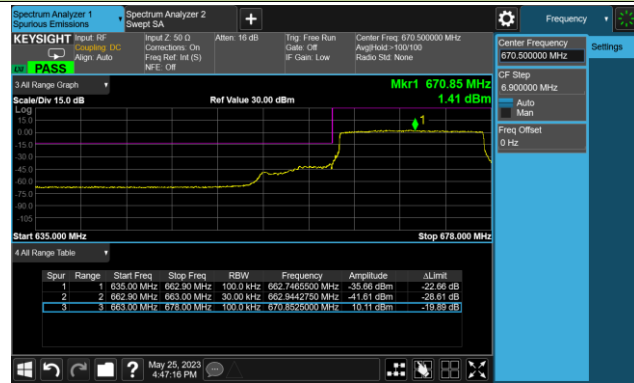 Spectrum Analyzer 1
Spurious Emissions
Spectrum Analyzer 2
Swept SA
+
Frequency
KEYSIGHT
Input: RF
Coupling: DC
Align: Auto
Input Z: 50 Ω
Corrections: On
Freq Ref: Int (S)
NFE: Off
Atten: 16 dB
Trig: Free Run
Gate: Off
IF Gain: Low
Center Freq: 670.500000 MHz
Avg|Hold:>100/100
Radio Std: None
PASS
Center Frequency
670.500000 MHz
Settings
CF Step
6.900000 MHz
Auto
Man
Freq Offset
0 Hz
3 All Range Graph
Mkr1 670.85 MHz
Scale/Div 15.0 dB
Ref Value 30.00 dBm
1.41 dBm
Log
15.0
0.00
-15.0
-30.0
-45.0
-60.0
-75.0
-90.0
-105
1
Start 635.000 MHz
Stop 678.000 MHz
4 All Range Table
Spur Range Start Freq Stop Freq RBW Frequency Amplitude ΔLimit
1 1 635.00 MHz 662.90 MHz 100.0 kHz 662.7465500 MHz -35.66 dBm -22.66 dB
2 2 662.90 MHz 663.00 MHz 30.00 kHz 662.9442750 MHz -41.61 dBm -28.61 dB
3 3 663.00 MHz 678.00 MHz 100.0 kHz 670.8525000 MHz 10.11 dBm -19.89 dB
?
May 25, 2023
4:47:16 PM